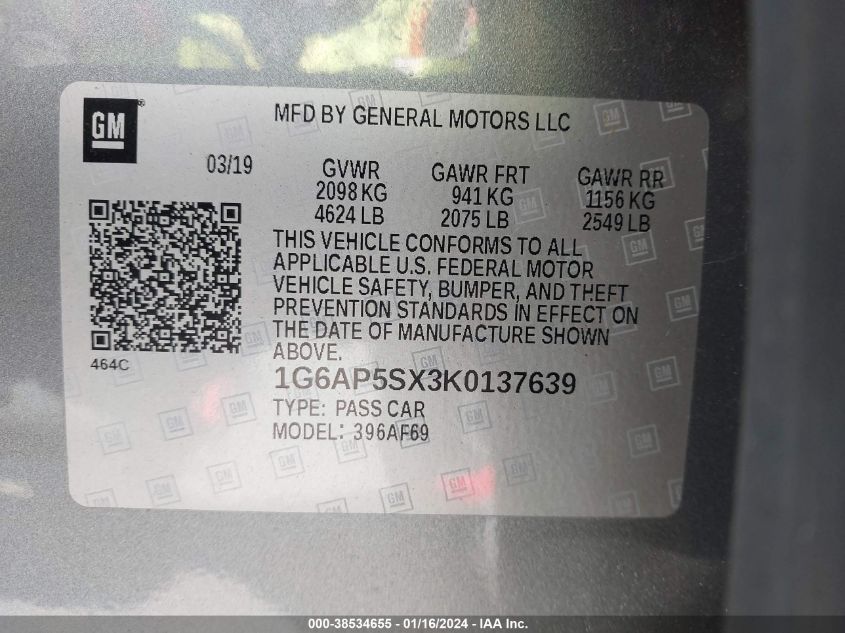 GM ®
MFD BY GENERAL MOTORS LLC
03/19 GVWR GAWR FRT GAWR RR
2098 KG 941 KG 1156 KG
4624 LB 2075 LB 2549 LB
THIS VEHICLE CONFORMS TO ALL
APPLICABLE U.S. FEDERAL MOTOR
VEHICLE SAFETY, BUMPER, AND THEFT
PREVENTION STANDARDS IN EFFECT ON
THE DATE OF MANUFACTURE SHOWN
ABOVE.
464C
1G6AP5SX3K0137639
TYPE: PASS CAR
MODEL: 396AF69
000-38534655 - 01/16/2024 - IAA Inc.